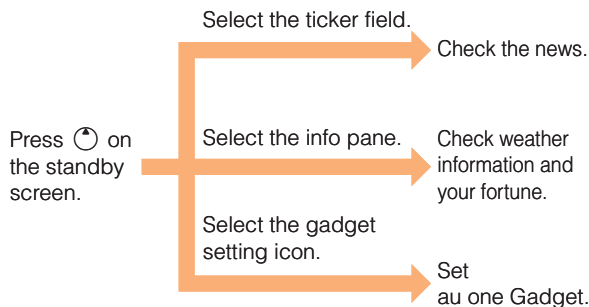 Select the ticker field.
Check the news.
Press on
the standby
screen.
Select the info pane.
Check weather
information and
your fortune.
Select the gadget
setting icon.
Set
au one Gadget.